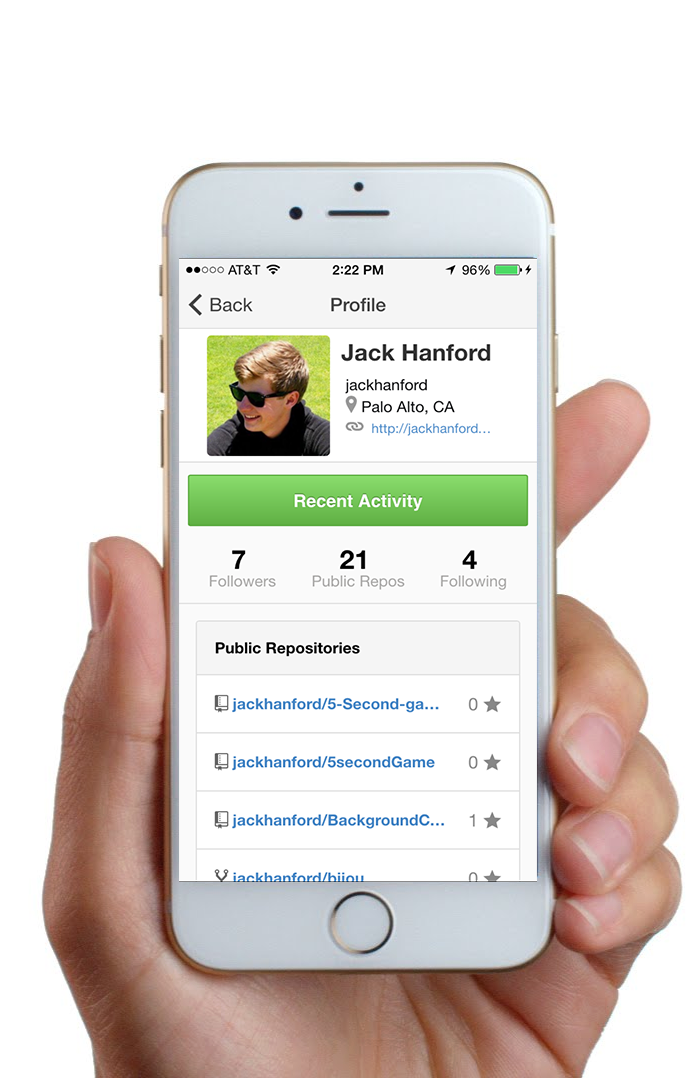 AT&T 2:22 PM 96%
Back Profile
Jack Hanford
jackhanford
Palo Alto, CA
http://jackhanford...
Recent Activity
7 21 4
Followers Public Repos Following
Public Repositories
jackhanford/5-Second-ga... 0
jackhanford/5secondGame 0
jackhanford/BackgroundC... 1
jackhanford/bijou 0